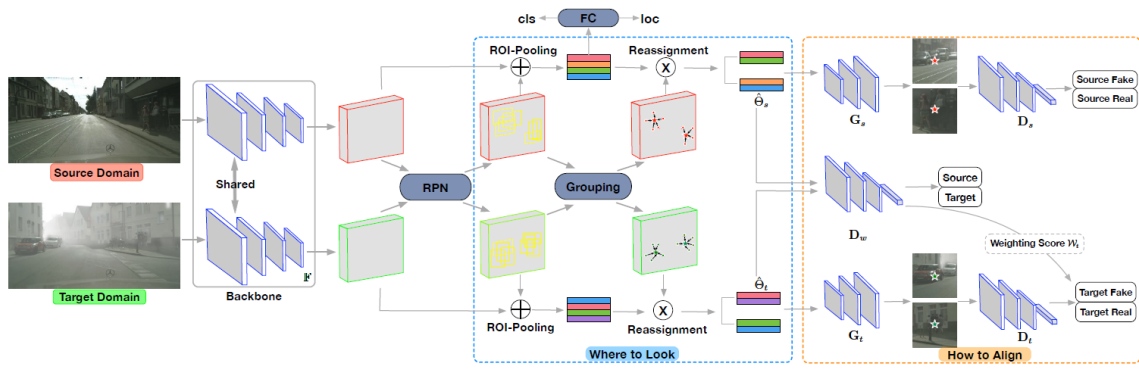 cls
FC
loc
ROI-Pooling
Reassignment
Θ̂ₛ
Gₛ
Dₛ
Source Fake
Source Real
Source Domain
Shared
RPN
Grouping
Source
Target
D_w
Weighting Score Wₛ
Target Domain
𝔽
Backbone
Θ̂ₜ
ROI-Pooling
Reassignment
Gₜ
Dₜ
Target Fake
Target Real
Where to Look
How to Align